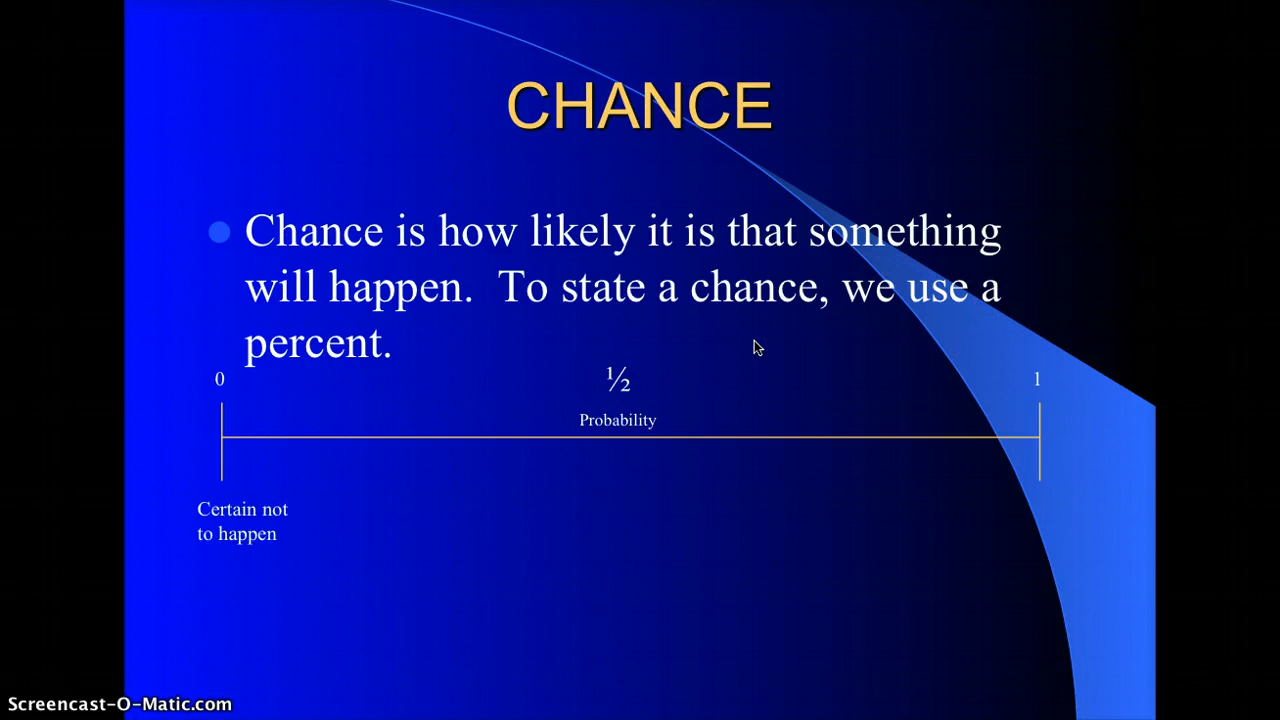 CHANCE
Chance is how likely it is that something
will happen.  To state a chance, we use a
percent.
0 ½ 1
Probability
Certain not
to happen
Screencast-O-Matic.com